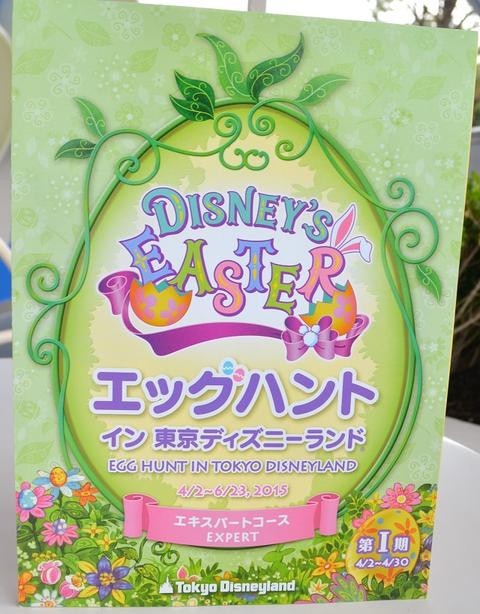 DISNEY'S
EASTER
エッグハント
イン 東京ディズニーランド
EGG HUNT IN TOKYO DISNEYLAND
4/2~6/23, 2015
エキスパートコース
EXPERT
第I期
4/2~4/30
Tokyo Disneyland